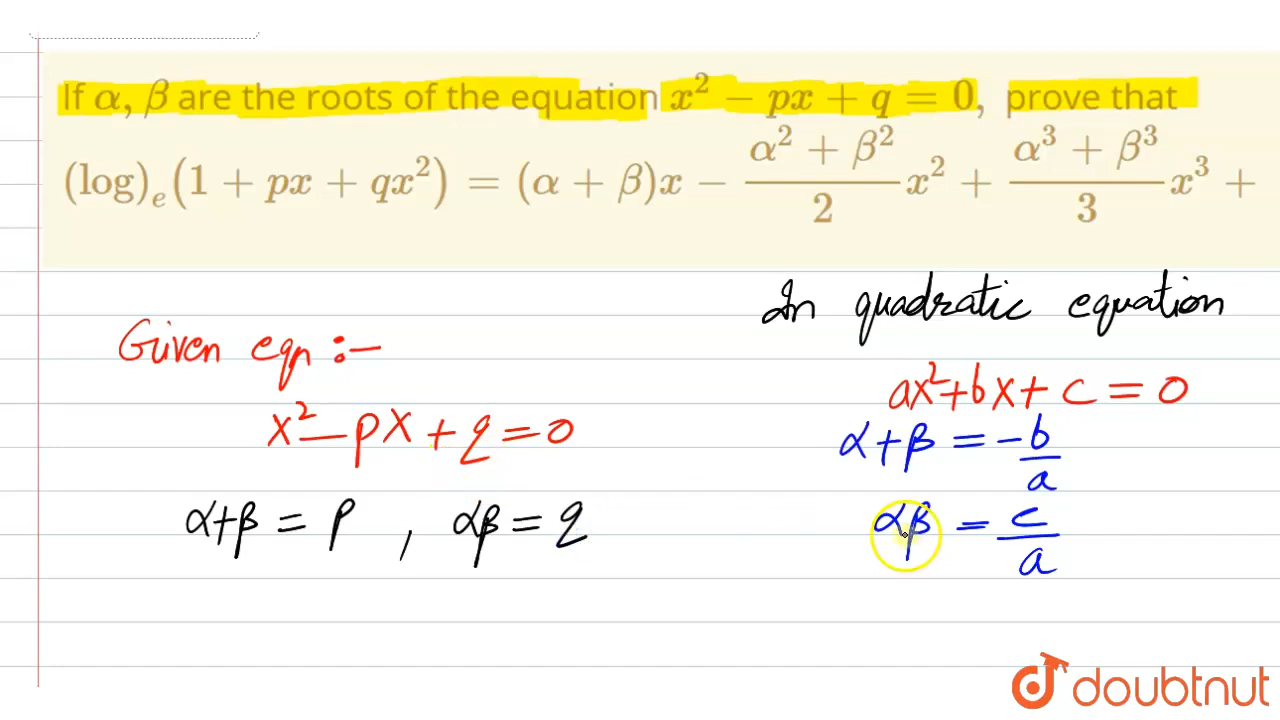 If α, β are the roots of the equation x² − px + q = 0, prove that
(log)ₑ(1 + px + qx²) = (α + β)x − (α² + β²)/2 x² + (α³ + β³)/3 x³ +
In quadratic equation
Given eqn :-
ax² + bx + c = 0
x² - px + q = 0
α + β = -b/a
α+β = p , αβ = q
αβ = c/a
doubtnut